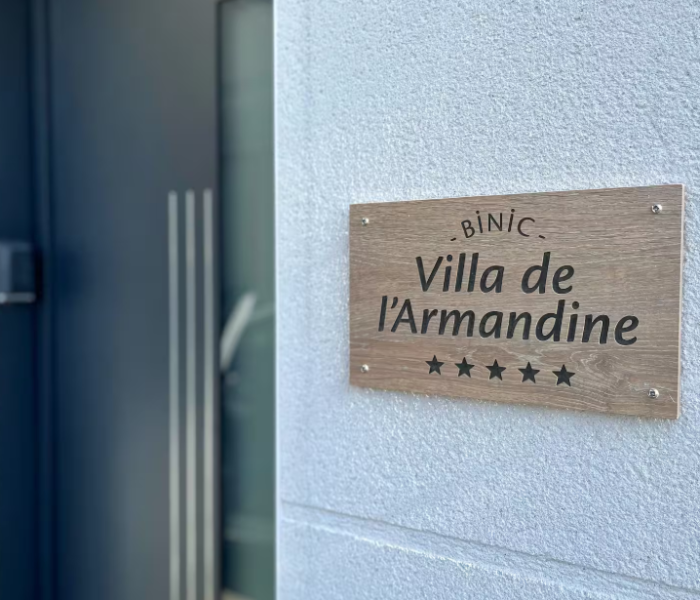 - BiNiC -
Villa de
l'Armandine
★★★★★